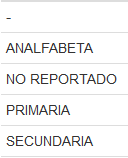 -
ANALFABETA
NO REPORTADO
PRIMARIA
SECUNDARIA